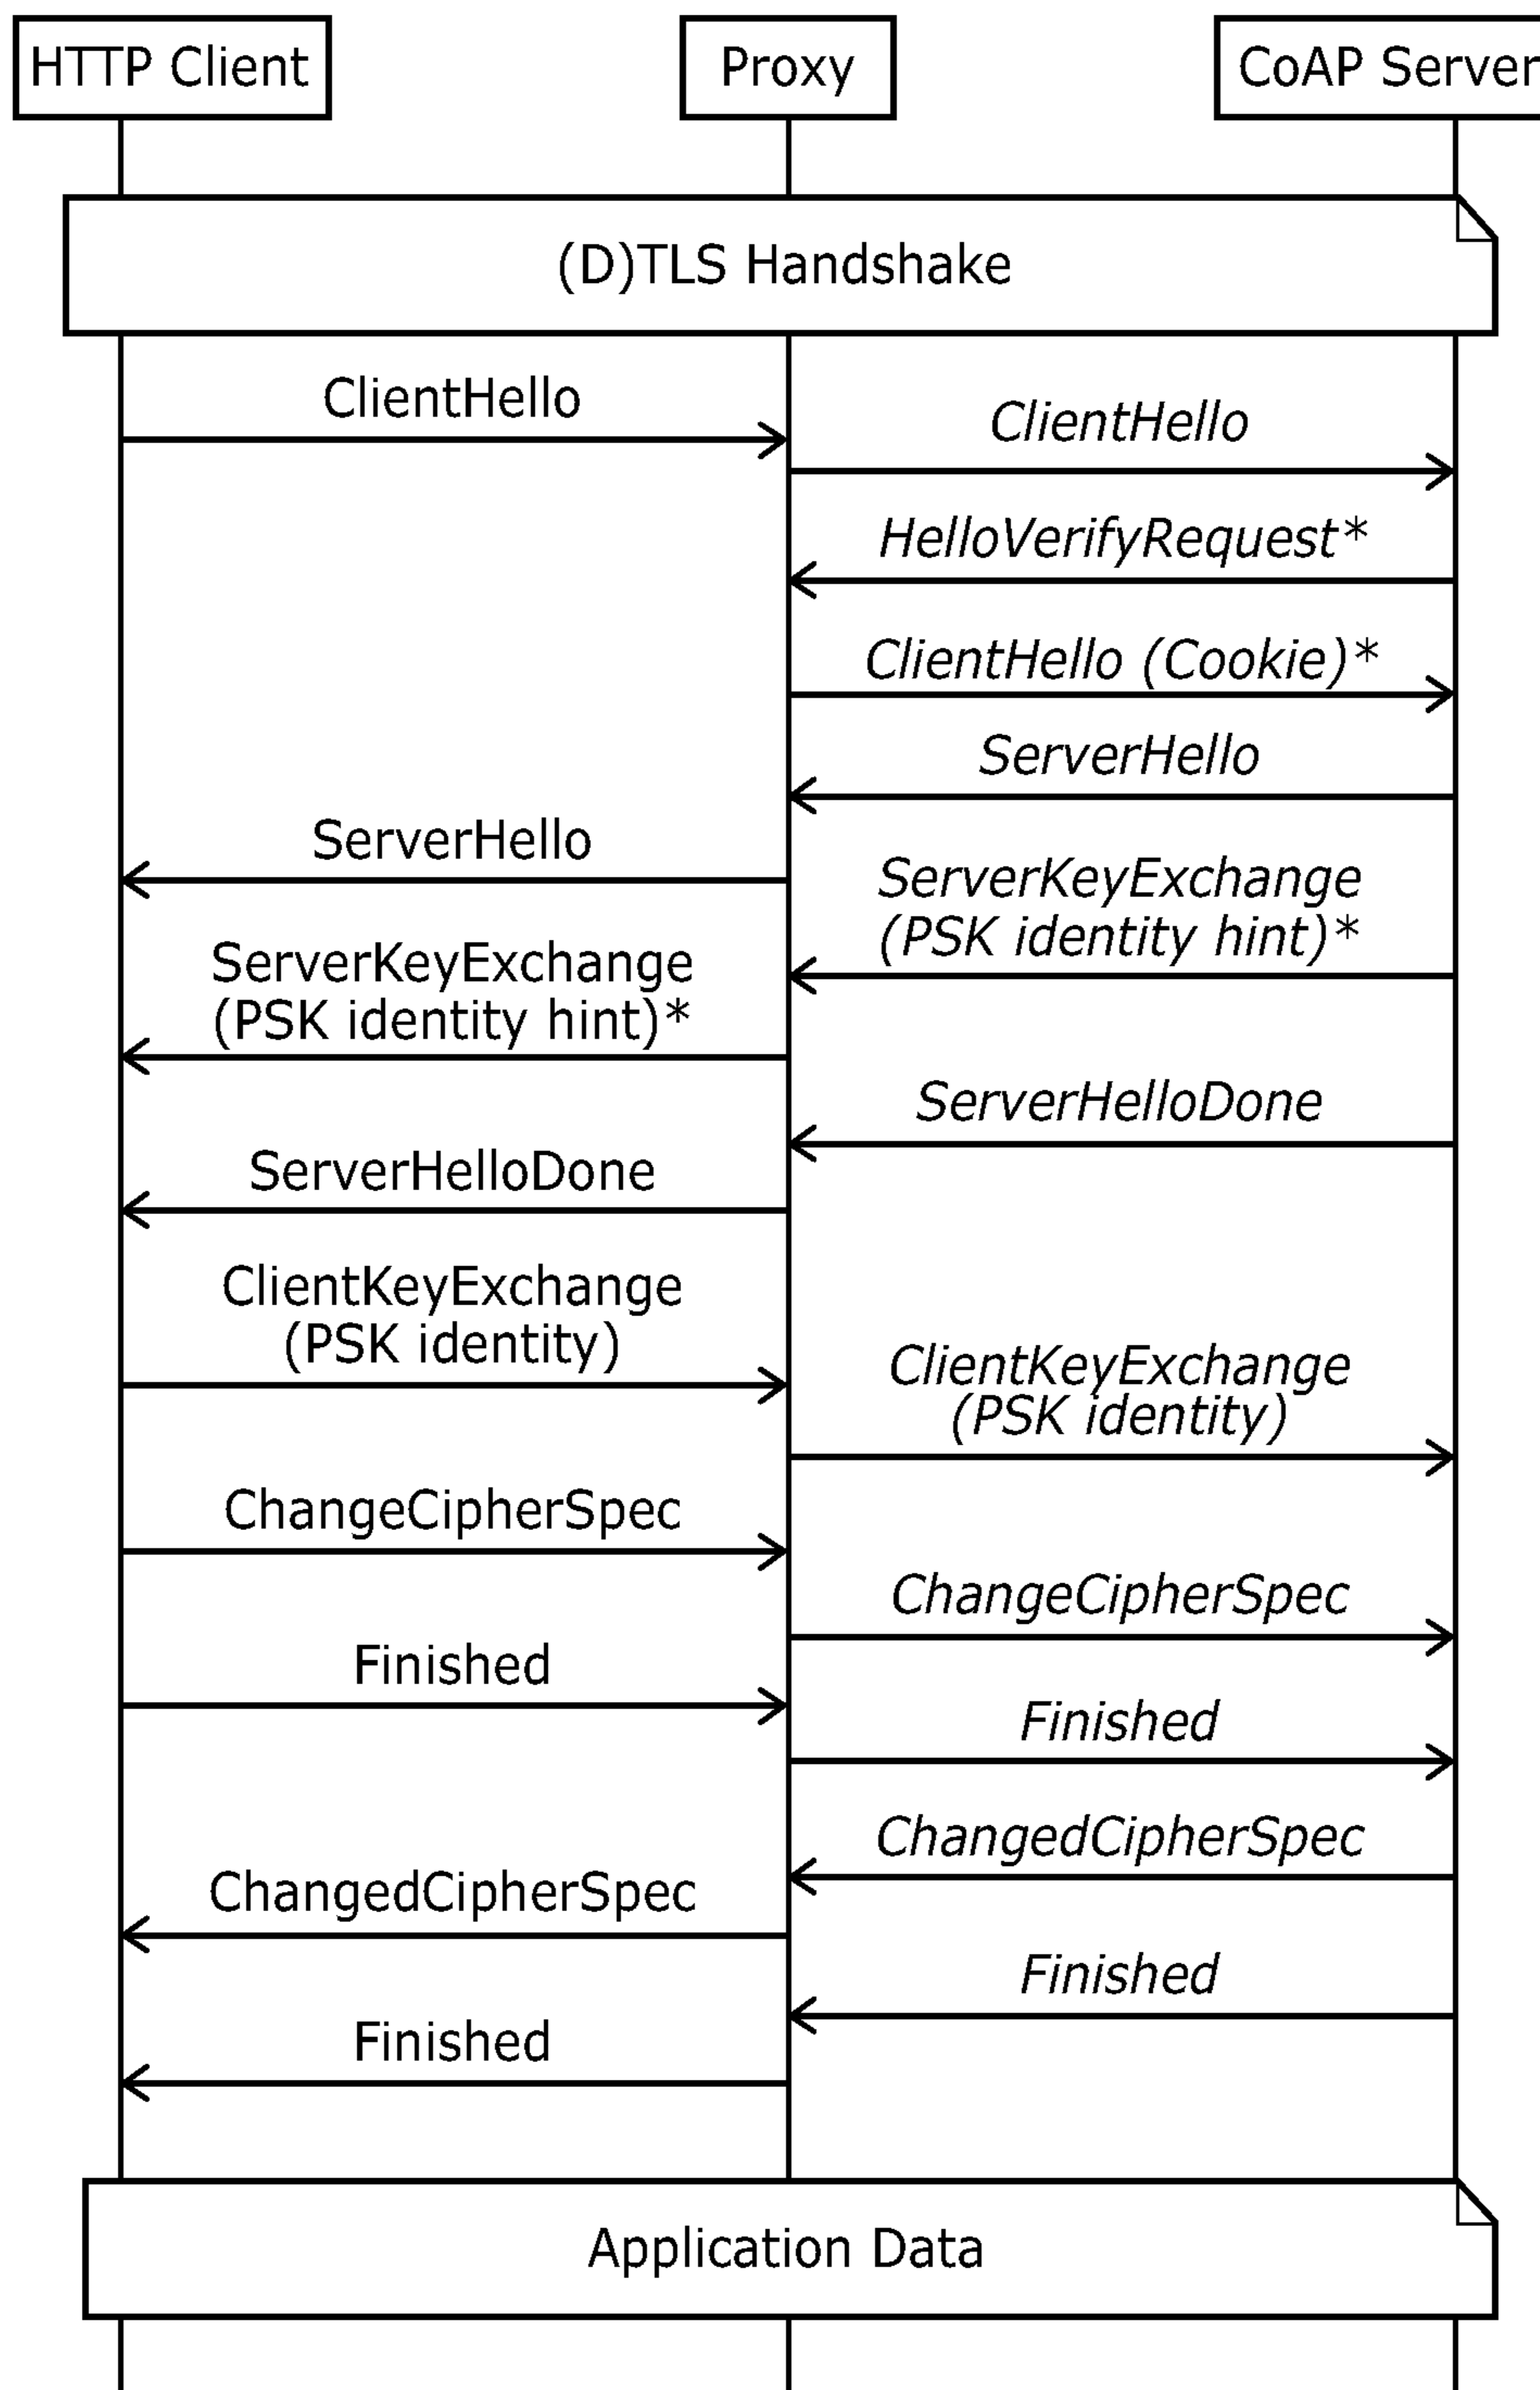 HTTP Client
Proxy
CoAP Server
(D)TLS Handshake
ClientHello
ClientHello
HelloVerifyRequest*
ClientHello (Cookie)*
ServerHello
ServerHello
ServerKeyExchange
(PSK identity hint)*
ServerKeyExchange
(PSK identity hint)*
ServerHelloDone
ServerHelloDone
ClientKeyExchange
(PSK identity)
ClientKeyExchange
(PSK identity)
ChangeCipherSpec
ChangeCipherSpec
Finished
Finished
ChangedCipherSpec
ChangedCipherSpec
Finished
Finished
Application Data